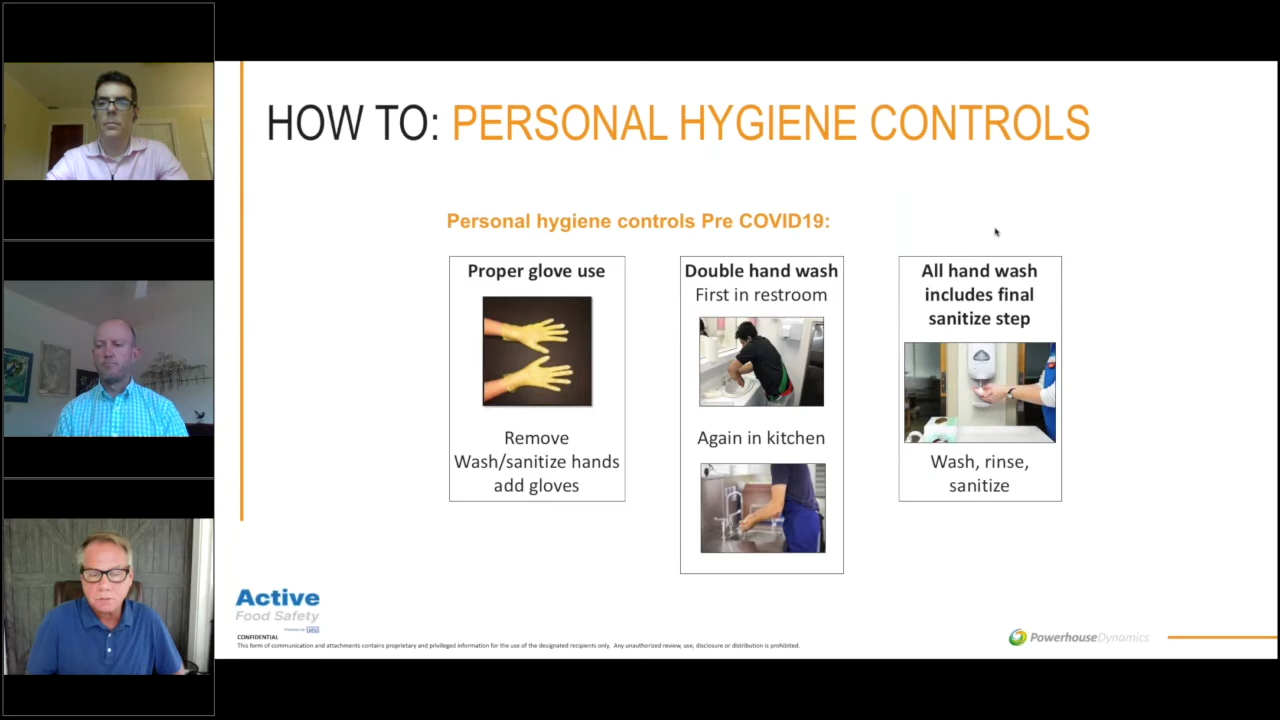 HOW TO: PERSONAL HYGIENE CONTROLS
Personal hygiene controls Pre COVID19:
Proper glove use
Remove
Wash/sanitize hands
add gloves
Double hand wash
First in restroom
Again in kitchen
All hand wash
includes final
sanitize step
Wash, rinse,
sanitize
Active
Food Safety
Powered by
CONFIDENTIAL
This form of communication and attachments contains proprietary and privileged information for the use of the designated recipients only. Any unauthorized review, use, disclosure or distribution is prohibited.
PowerhouseDynamics